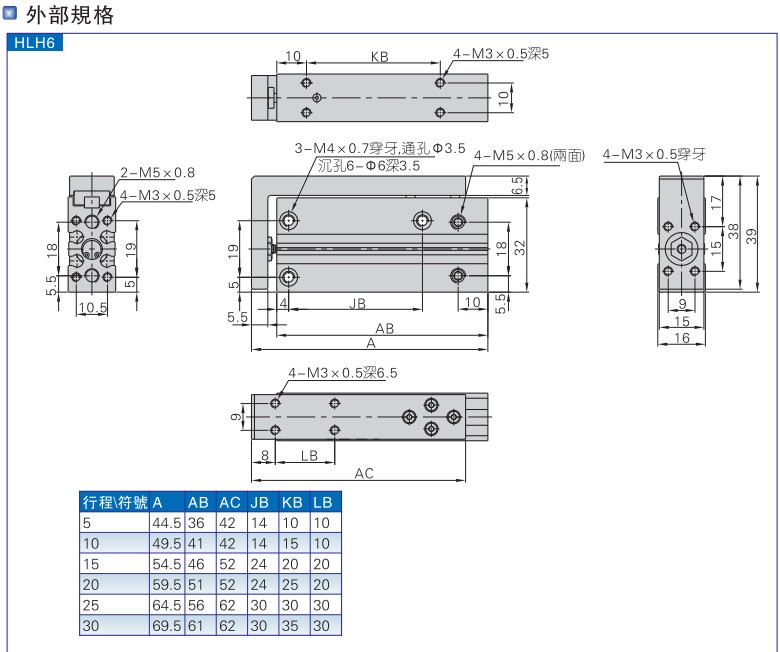 外部規格
HLH6
10
KB
4-M3×0.5深5
10
3-M4×0.7穿牙,通孔Φ3.5
沉孔6-Φ6深3.5
4-M5×0.8(兩面)
4-M3×0.5穿牙
2-M5×0.8
4-M3×0.5深5
18
5.5
19
5
10.5
6.5
32
19
5
18
5.5
4
JB
10
5.5
AB
A
17
15
38
39
9
15
16
4-M3×0.5深6.5
9
8
LB
AC
行程\符號 A AB AC JB KB LB
5 44.5 36 42 14 10 10
10 49.5 41 42 14 15 10
15 54.5 46 52 24 20 20
20 59.5 51 52 24 25 20
25 64.5 56 62 30 30 30
30 69.5 61 62 30 35 30